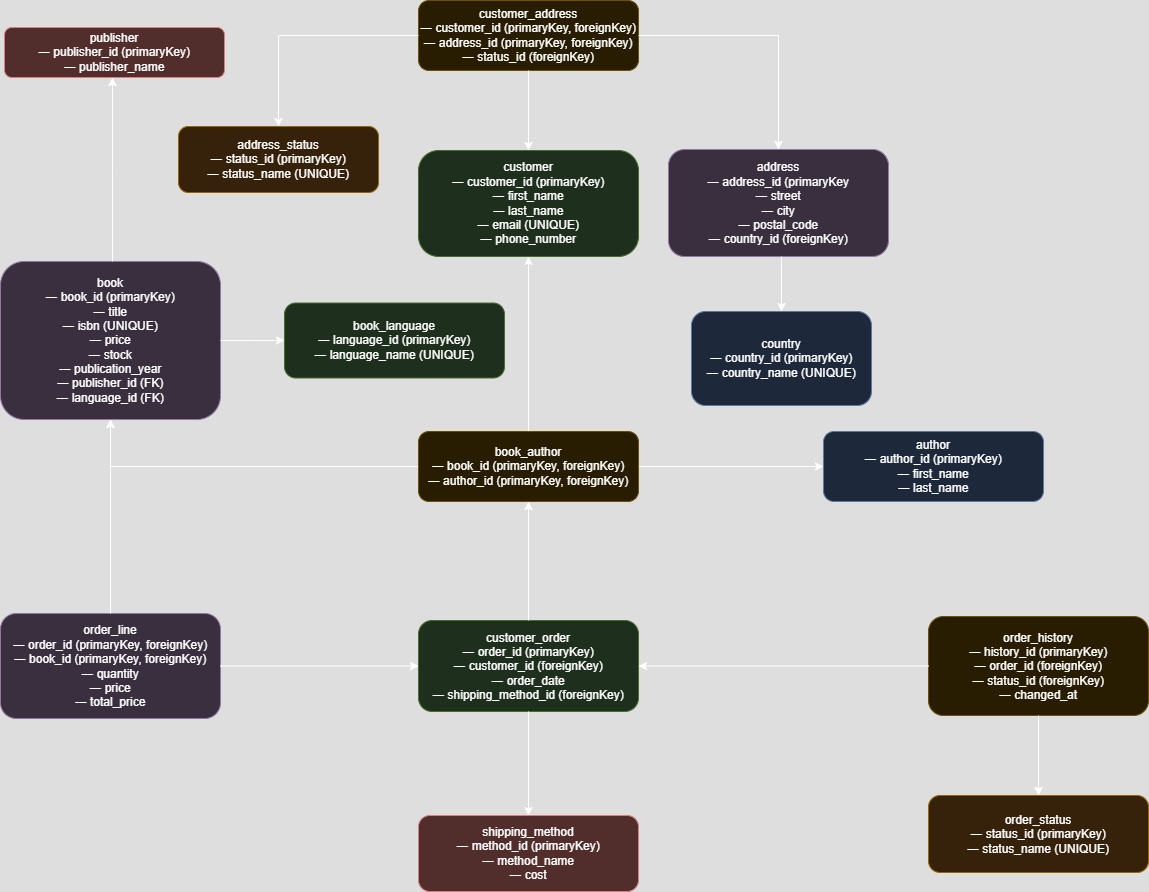 customer_address
— customer_id (primaryKey, foreignKey)
— address_id (primaryKey, foreignKey)
— status_id (foreignKey)
publisher
— publisher_id (primaryKey)
— publisher_name
address_status
— status_id (primaryKey)
— status_name (UNIQUE)
customer
— customer_id (primaryKey)
— first_name
— last_name
— email (UNIQUE)
— phone_number
address
— address_id (primaryKey
— street
— city
— postal_code
— country_id (foreignKey)
book
— book_id (primaryKey)
— title
— isbn (UNIQUE)
— price
— stock
— publication_year
— publisher_id (FK)
— language_id (FK)
book_language
— language_id (primaryKey)
— language_name (UNIQUE)
country
— country_id (primaryKey)
— country_name (UNIQUE)
book_author
— book_id (primaryKey, foreignKey)
— author_id (primaryKey, foreignKey)
author
— author_id (primaryKey)
— first_name
— last_name
order_line
— order_id (primaryKey, foreignKey)
— book_id (primaryKey, foreignKey)
— quantity
— price
— total_price
customer_order
— order_id (primaryKey)
— customer_id (foreignKey)
— order_date
— shipping_method_id (foreignKey)
order_history
— history_id (primaryKey)
— order_id (foreignKey)
— status_id (foreignKey)
— changed_at
shipping_method
— method_id (primaryKey)
— method_name
— cost
order_status
— status_id (primaryKey)
— status_name (UNIQUE)